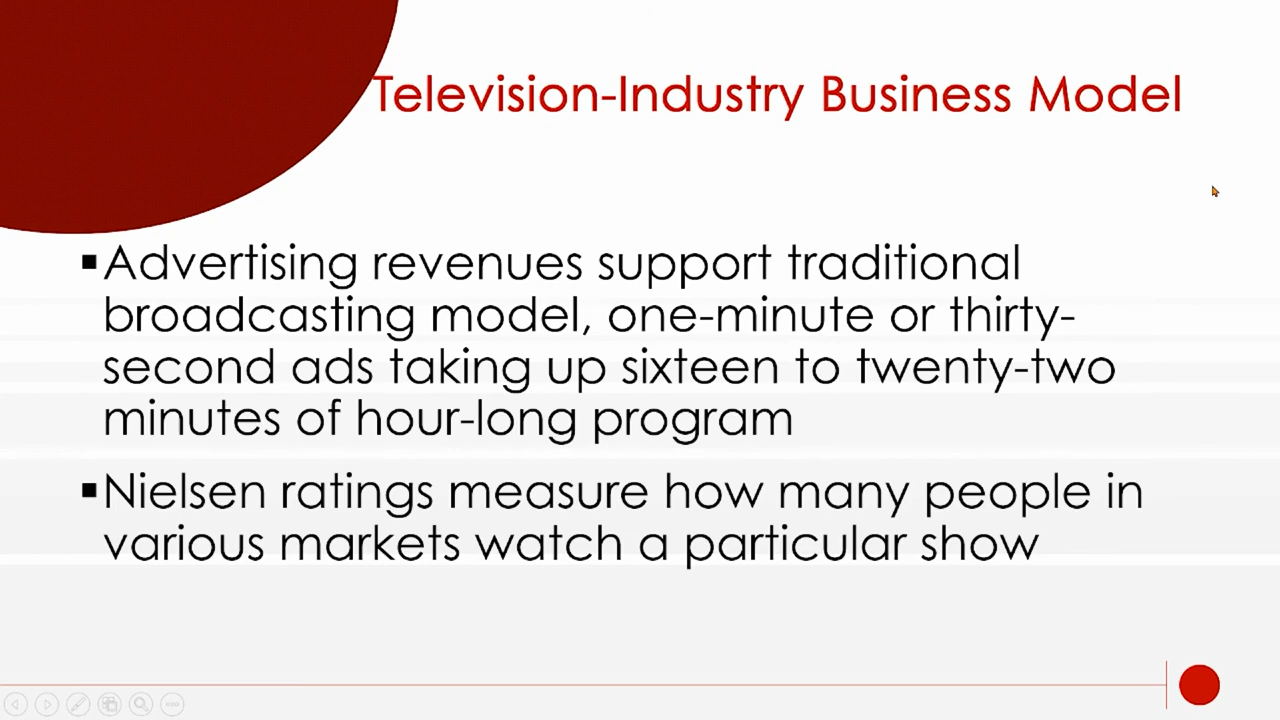 Television-Industry Business Model
▪Advertising revenues support traditional
broadcasting model, one-minute or thirty-
second ads taking up sixteen to twenty-two
minutes of hour-long program
▪Nielsen ratings measure how many people in
various markets watch a particular show